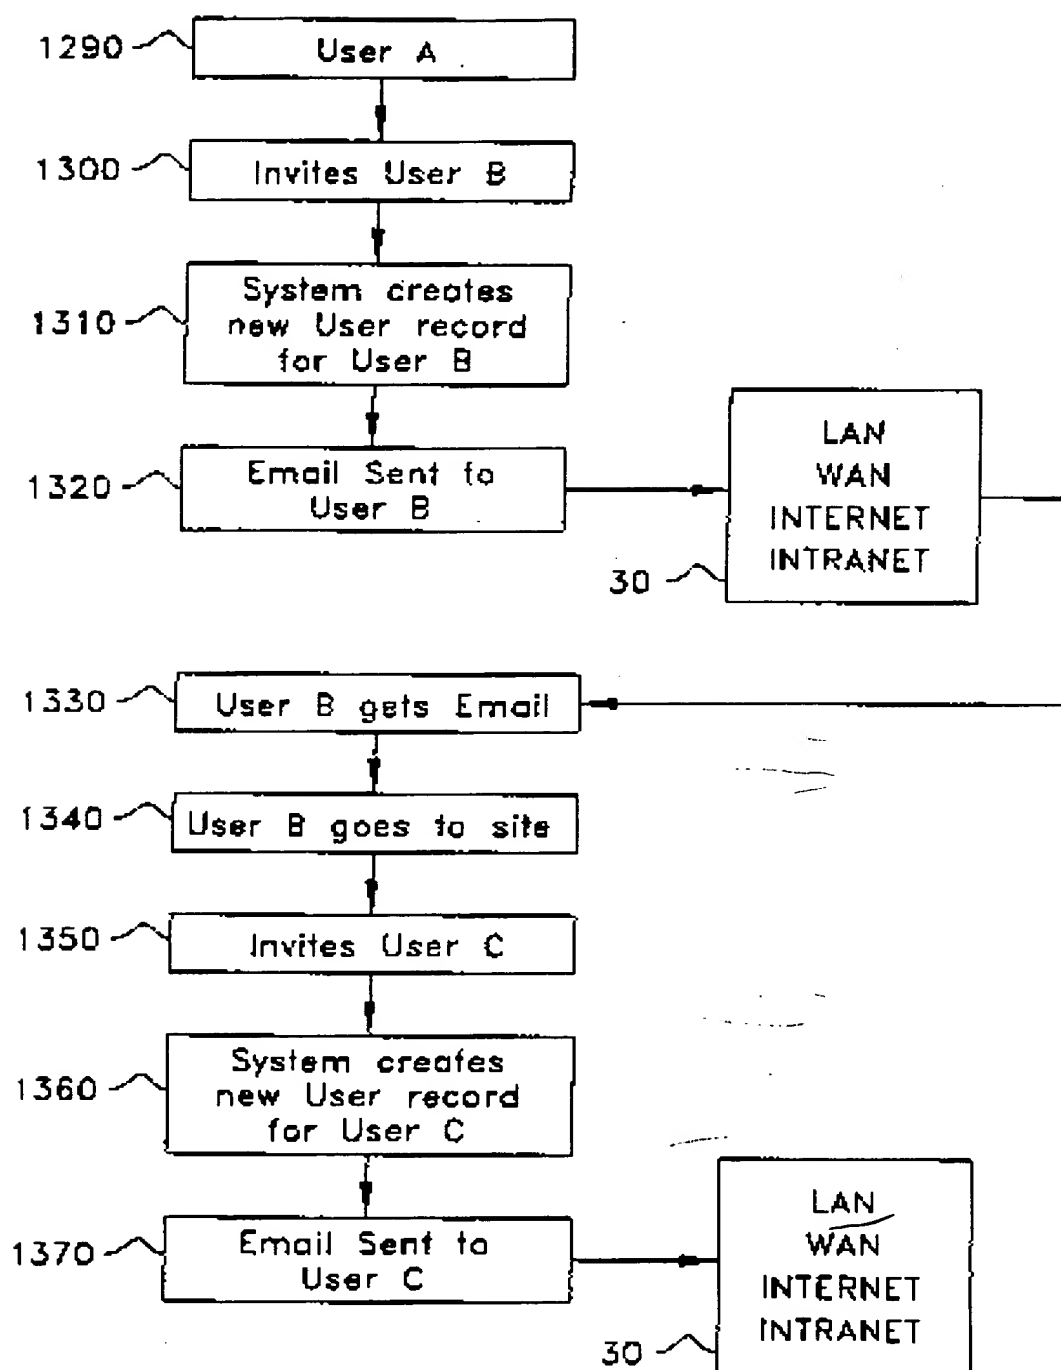 1290
User A
1300
Invites User B
1310
System creates
new User record
for User B
1320
Email Sent to
User B
LAN
WAN
INTERNET
INTRANET
30
1330
User B gets Email
1340
User B goes to site
1350
Invites User C
1360
System creates
new User record
for User C
1370
Email Sent to
User C
LAN
WAN
INTERNET
INTRANET
30